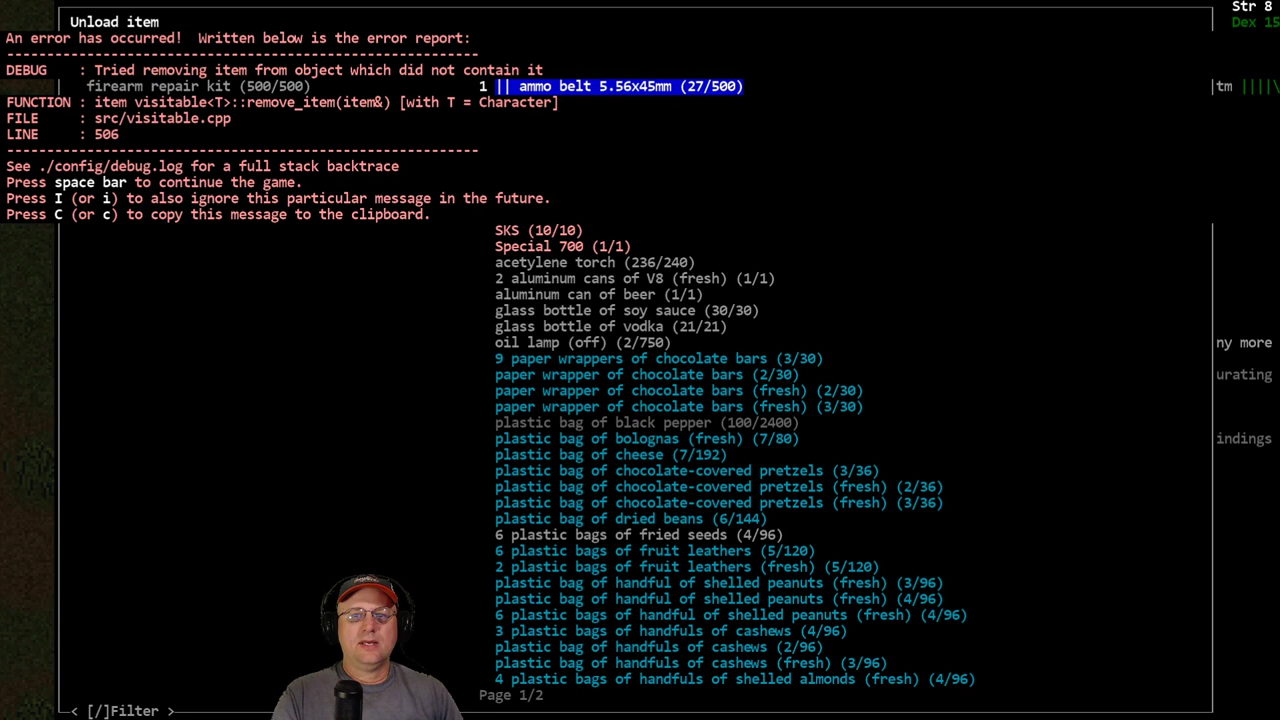 Unload item
Str 8
Dex 15
An error has occurred! Written below is the error report:
------------------------------------------------------------
DEBUG : Tried removing item from object which did not contain it
firearm repair kit (500/500) 1 || ammo belt 5.56x45mm (27/500)
tm ||||\
FUNCTION : item visitable<T>::remove_item(item&) [with T = Character]
FILE : src/visitable.cpp
LINE : 506
------------------------------------------------------------
See ./config/debug.log for a full stack backtrace
Press space bar to continue the game.
Press I (or i) to also ignore this particular message in the future.
Press C (or c) to copy this message to the clipboard.
SKS (10/10)
Special 700 (1/1)
acetylene torch (236/240)
2 aluminum cans of V8 (fresh) (1/1)
aluminum can of beer (1/1)
glass bottle of soy sauce (30/30)
glass bottle of vodka (21/21)
oil lamp (off) (2/750)
ny more
9 paper wrappers of chocolate bars (3/30)
paper wrapper of chocolate bars (2/30)
urating
paper wrapper of chocolate bars (fresh) (2/30)
paper wrapper of chocolate bars (fresh) (3/30)
plastic bag of black pepper (100/2400)
plastic bag of bolognas (fresh) (7/80)
indings
plastic bag of cheese (7/192)
plastic bag of chocolate-covered pretzels (3/36)
plastic bag of chocolate-covered pretzels (fresh) (2/36)
plastic bag of chocolate-covered pretzels (fresh) (3/36)
plastic bag of dried beans (6/144)
6 plastic bags of fried seeds (4/96)
6 plastic bags of fruit leathers (5/120)
2 plastic bags of fruit leathers (fresh) (5/120)
plastic bag of handful of shelled peanuts (fresh) (3/96)
plastic bag of handful of shelled peanuts (fresh) (4/96)
6 plastic bags of handful of shelled peanuts (fresh) (4/96)
3 plastic bags of handfuls of cashews (4/96)
plastic bag of handfuls of cashews (2/96)
plastic bag of handfuls of cashews (fresh) (3/96)
4 plastic bags of handfuls of shelled almonds (fresh) (4/96)
Page 1/2
< [/]Filter >